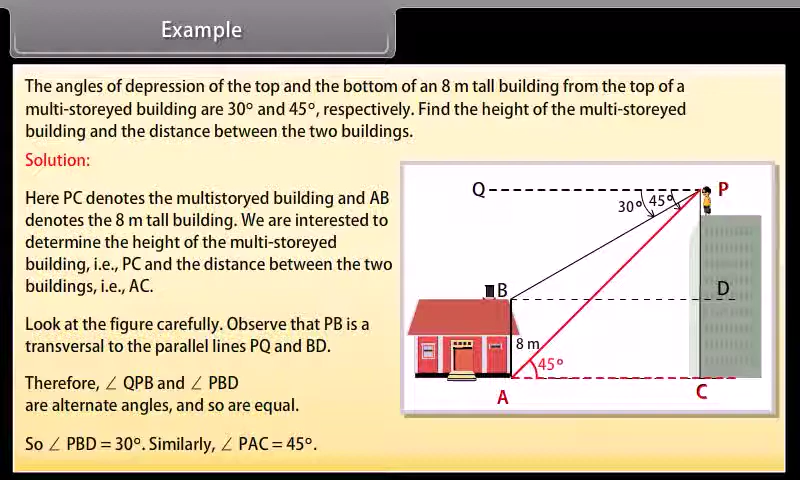 Example
The angles of depression of the top and the bottom of an 8 m tall building from the top of a
multi-storeyed building are 30° and 45°, respectively. Find the height of the multi-storeyed
building and the distance between the two buildings.
Solution:
Here PC denotes the multistoryed building and AB
denotes the 8 m tall building. We are interested to
determine the height of the multi-storeyed
building, i.e., PC and the distance between the two
buildings, i.e., AC.
Look at the figure carefully. Observe that PB is a
transversal to the parallel lines PQ and BD.
Therefore, ∠ QPB and ∠ PBD
are alternate angles, and so are equal.
So ∠ PBD = 30°. Similarly, ∠ PAC = 45°.
Q
P
30°
45°
B
D
8 m
45°
A
C